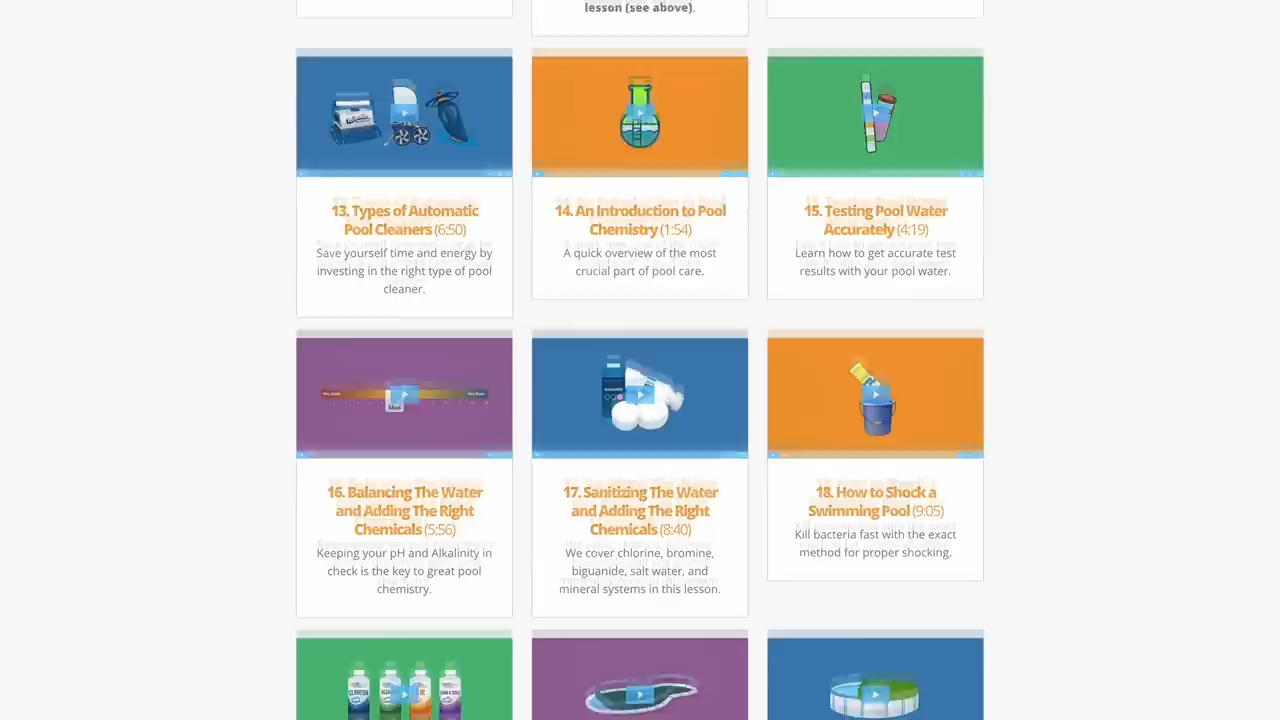 lesson (see above).
13. Types of Automatic
Pool Cleaners (6:50)
Save yourself time and energy by
investing in the right type of pool
cleaner.
14. An Introduction to Pool
Chemistry (1:54)
A quick overview of the most
crucial part of pool care.
15. Testing Pool Water
Accurately (4:19)
Learn how to get accurate test
results with your pool water.
16. Balancing The Water
and Adding The Right
Chemicals (5:56)
Keeping your pH and Alkalinity in
check is the key to great pool
chemistry.
17. Sanitizing The Water
and Adding The Right
Chemicals (8:40)
We cover chlorine, bromine,
biguanide, salt water, and
mineral systems in this lesson.
18. How to Shock a
Swimming Pool (9:05)
Kill bacteria fast with the exact
method for proper shocking.